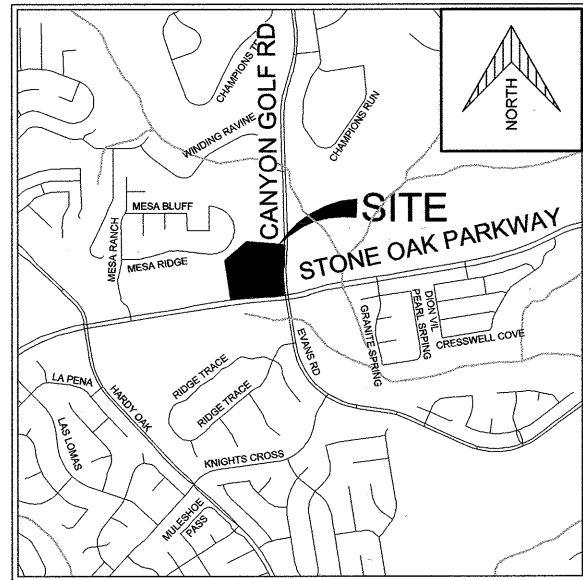 CHAMPIONS TE
CANYON GOLF RD
NORTH
WINDING RAVINE
CHAMPIONS RUN
MESA BLUFF
SITE
MESA RANCH
MESA RIDGE
STONE OAK PARKWAY
GRANITE SPRING
PEARL SRPING
DION VIL
CRESSWELL COVE
EVANS RD
RIDGE TRACE
LA PENA
HARDY OAK
RIDGE TRACE
LAS LOMAS
KNIGHTS CROSS
MULESHOE
PASS